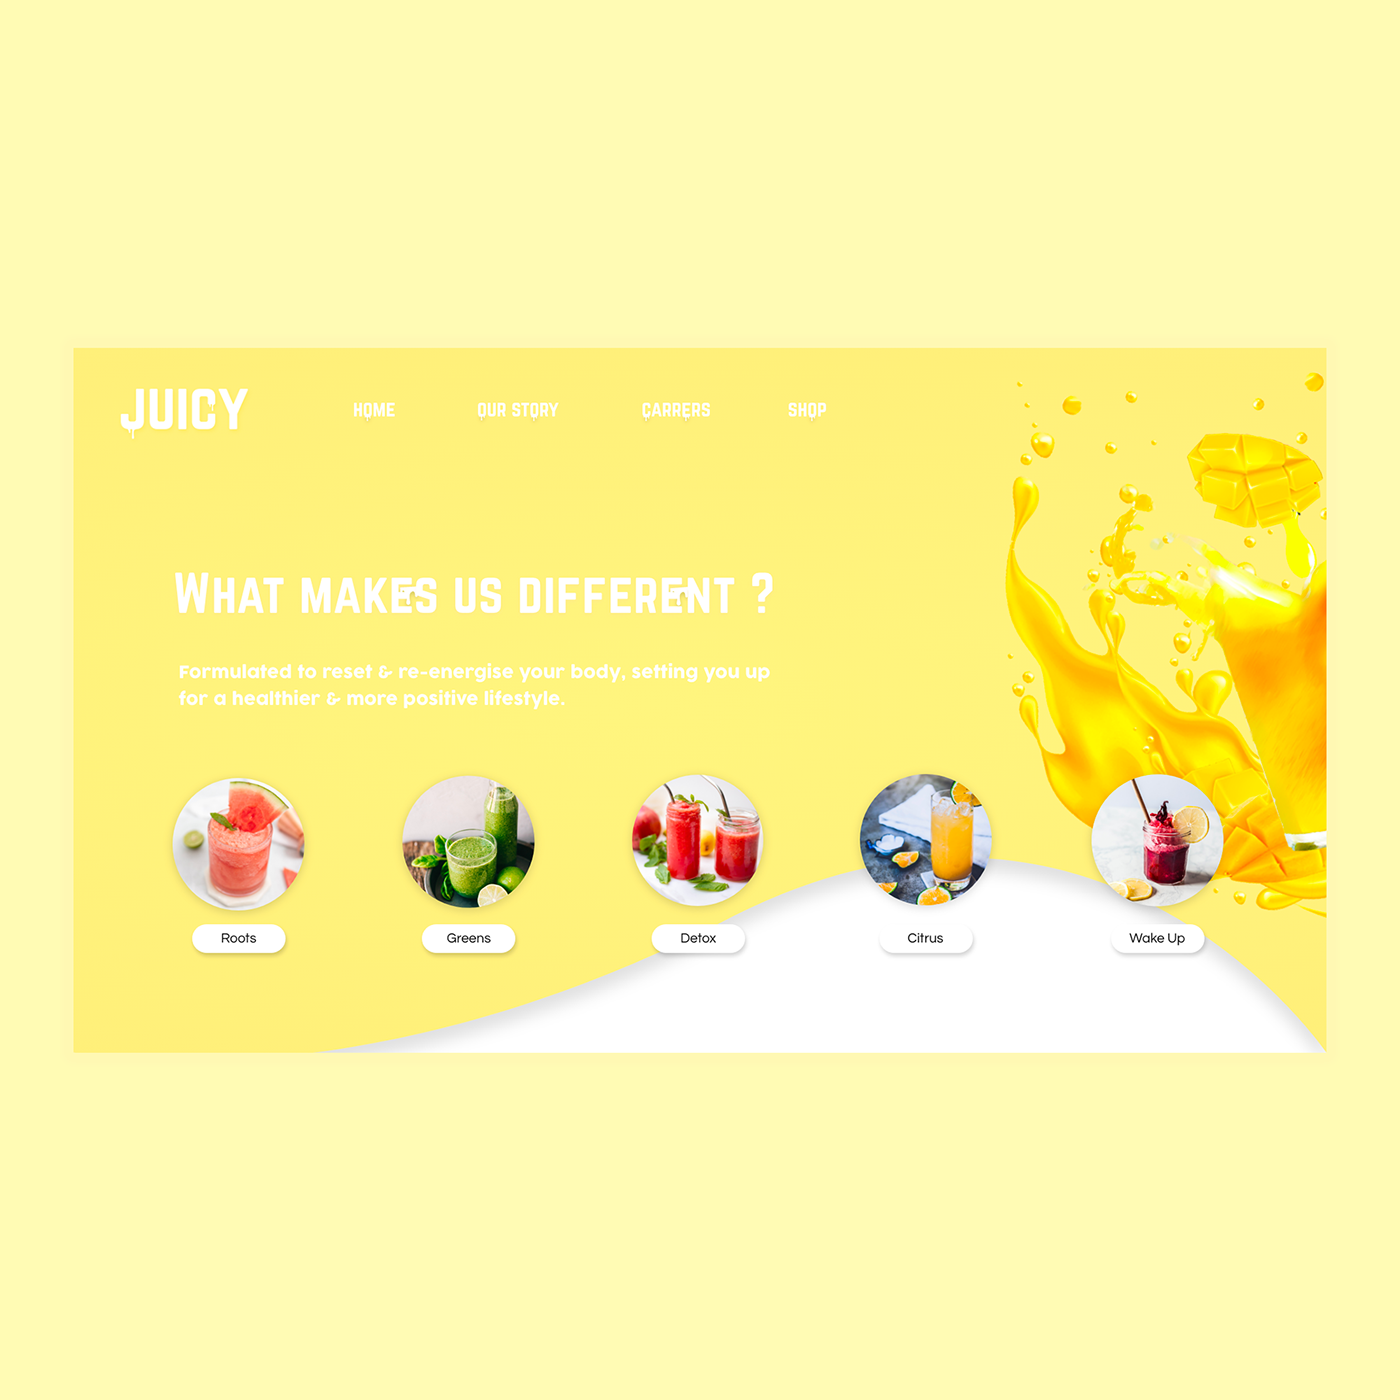 JUICY
HOME
OUR STORY
CARRERS
SHOP
WHAT MAKES US DIFFERENT ?
Formulated to reset & re-energise your body, setting you up
for a healthier & more positive lifestyle.
Roots
Greens
Detox
Citrus
Wake Up